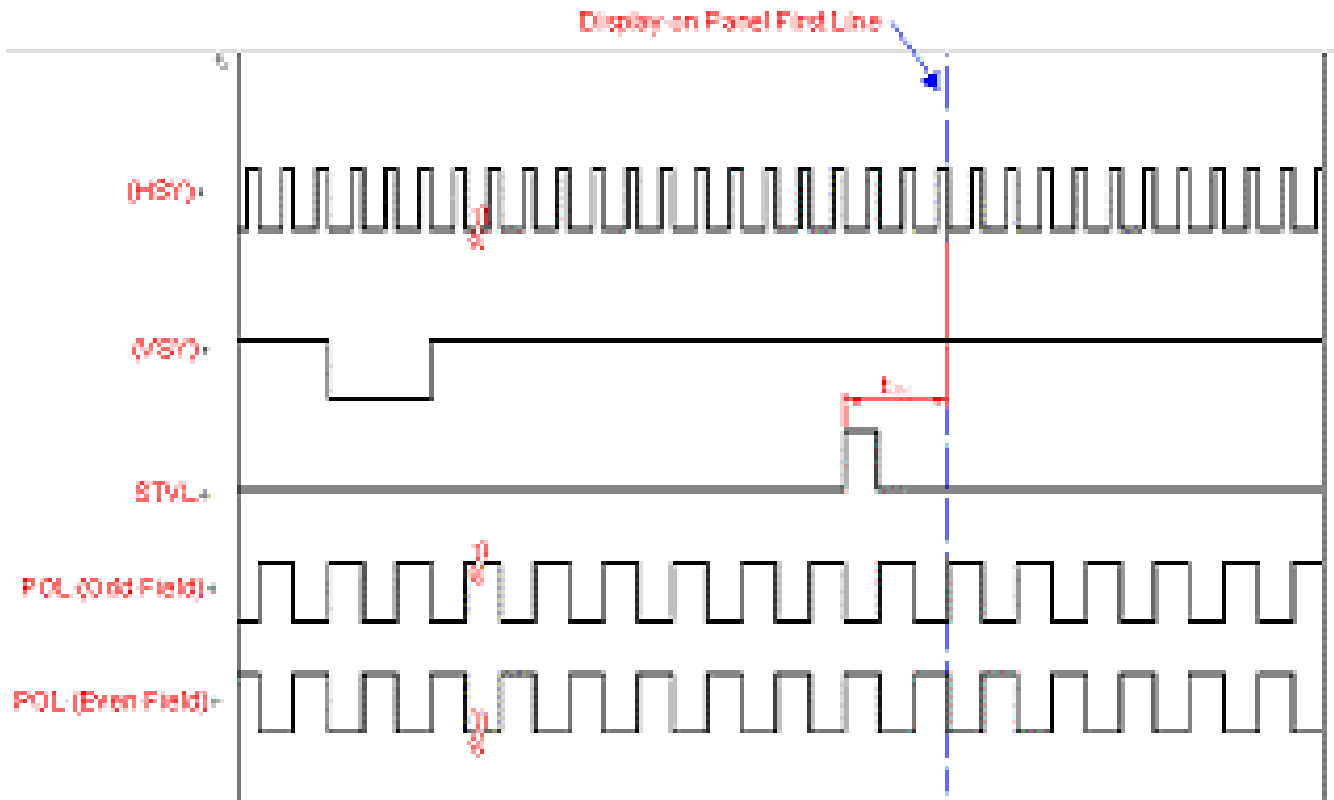 Display on Panel First Line
(HSY)
(VSY)
STVL
POL (Odd Field)
POL (Even Field)